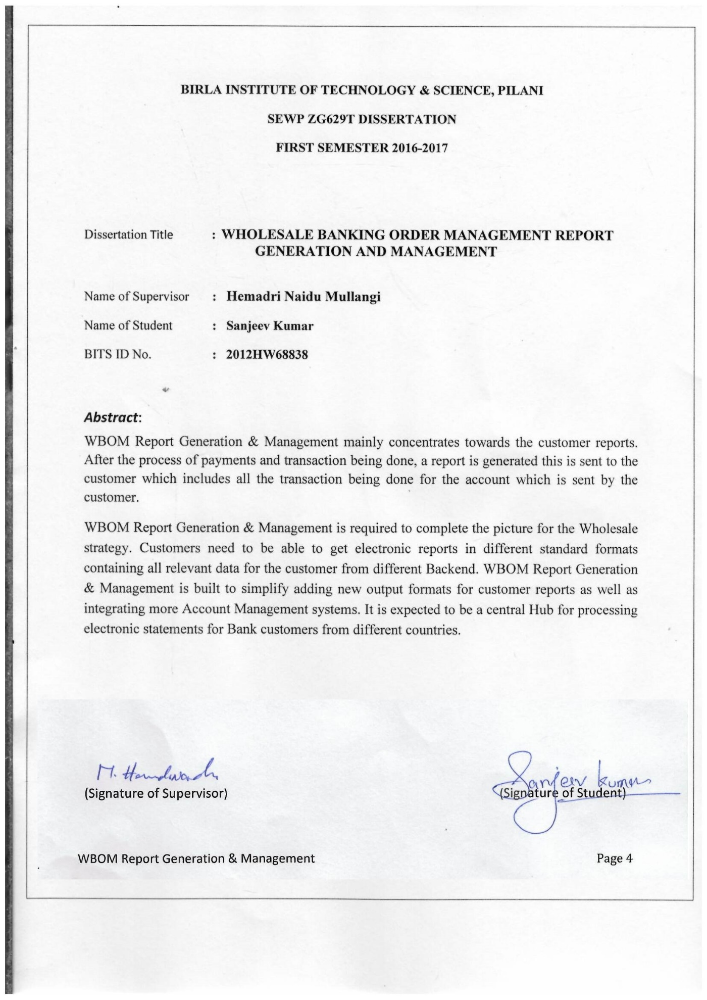 BIRLA INSTITUTE OF TECHNOLOGY & SCIENCE, PILANI
SEWP ZG629T DISSERTATION
FIRST SEMESTER 2016-2017
Dissertation Title : WHOLESALE BANKING ORDER MANAGEMENT REPORT
GENERATION AND MANAGEMENT
Name of Supervisor : Hemadri Naidu Mullangi
Name of Student : Sanjeev Kumar
BITS ID No. : 2012HW68838
Abstract:
WBOM Report Generation & Management mainly concentrates towards the customer reports.
After the process of payments and transaction being done, a report is generated this is sent to the
customer which includes all the transaction being done for the account which is sent by the
customer.
WBOM Report Generation & Management is required to complete the picture for the Wholesale
strategy. Customers need to be able to get electronic reports in different standard formats
containing all relevant data for the customer from different Backend. WBOM Report Generation
& Management is built to simplify adding new output formats for customer reports as well as
integrating more Account Management systems. It is expected to be a central Hub for processing
electronic statements for Bank customers from different countries.
M.
Sanjeev Kumar
(Signature of Supervisor) (Signature of Student)
WBOM Report Generation & Management Page 4